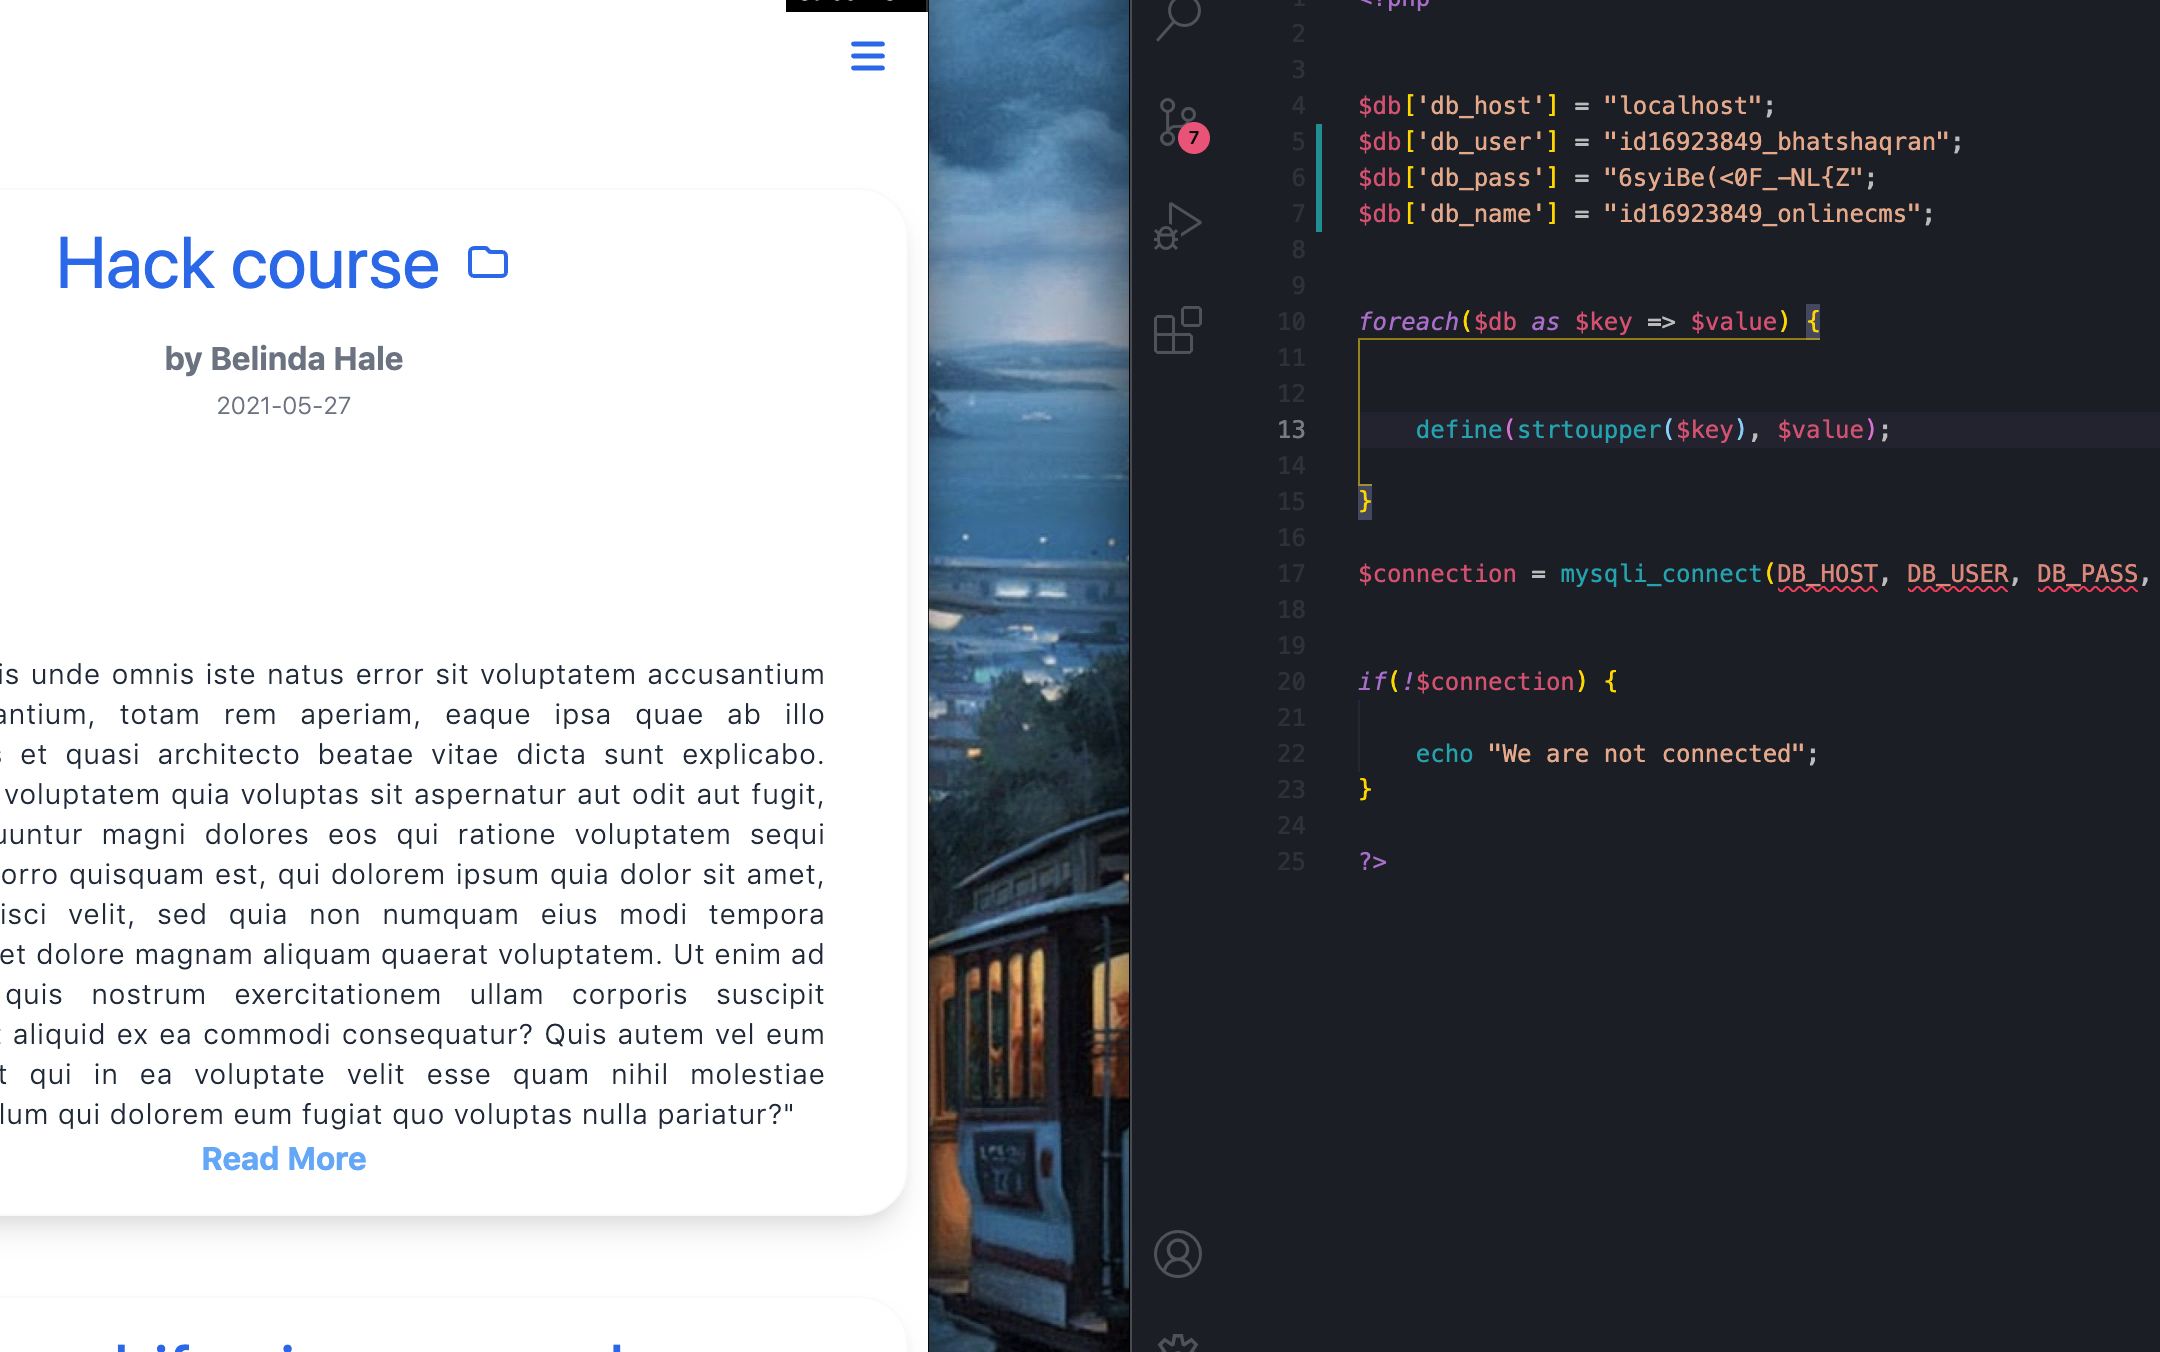 Hack course
by Belinda Hale
2021-05-27
is unde omnis iste natus error sit voluptatem accusantium
antium, totam rem aperiam, eaque ipsa quae ab illo
et quasi architecto beatae vitae dicta sunt explicabo.
voluptatem quia voluptas sit aspernatur aut odit aut fugit,
uuntur magni dolores eos qui ratione voluptatem sequi
orro quisquam est, qui dolorem ipsum quia dolor sit amet,
isci velit, sed quia non numquam eius modi tempora
et dolore magnam aliquam quaerat voluptatem. Ut enim ad
quis nostrum exercitationem ullam corporis suscipit
t aliquid ex ea commodi consequatur? Quis autem vel eum
t qui in ea voluptate velit esse quam nihil molestiae
lum qui dolorem eum fugiat quo voluptas nulla pariatur?"
Read More
7
1 <?php
2
3
4 $db['db_host'] = "localhost";
5 $db['db_user'] = "id16923849_bhatshaqran";
6 $db['db_pass'] = "6syiBe(<0F_-NL{Z";
7 $db['db_name'] = "id16923849_onlinecms";
8
9
10 foreach($db as $key => $value) {
11
12
13 define(strtoupper($key), $value);
14
15 }
16
17 $connection = mysqli_connect(DB_HOST, DB_USER, DB_PASS,
18
19
20 if(!$connection) {
21
22 echo "We are not connected";
23 }
24
25 ?>